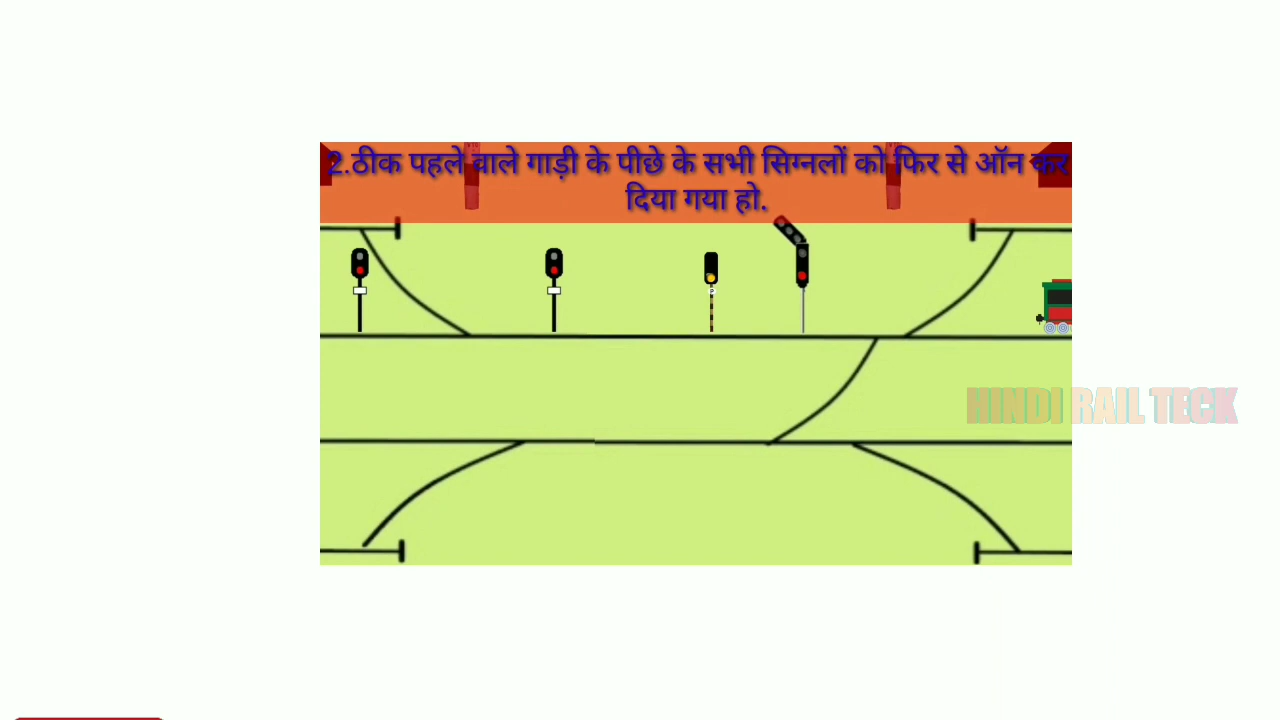 2.ठीक पहले वाले गाड़ी के पीछे के सभी सिग्नलों को फिर से ऑन कर
दिया गया हो.
P
HINDI RAIL TECK